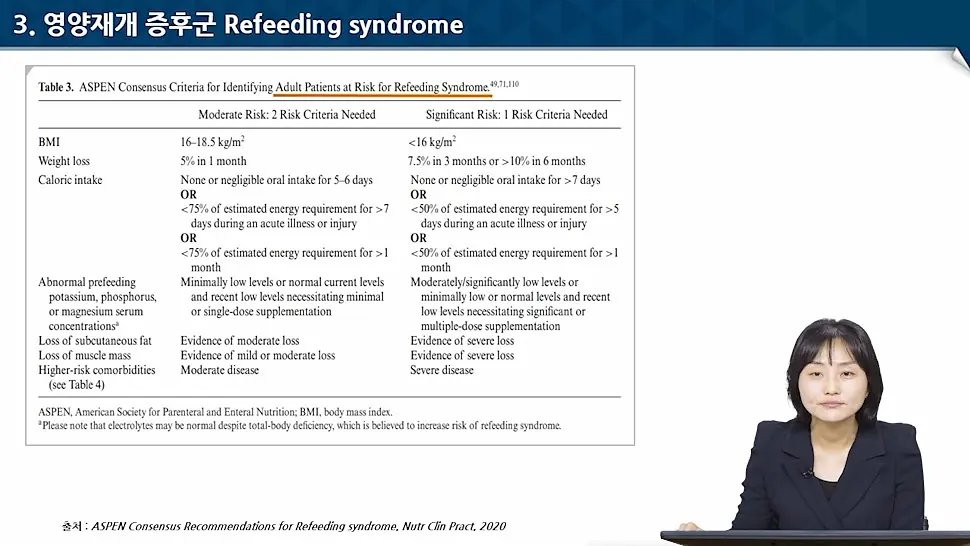 3. 영양재개 증후군 Refeeding syndrome
Table 3. ASPEN Consensus Criteria for Identifying Adult Patients at Risk for Refeeding Syndrome.49,71,110
Moderate Risk: 2 Risk Criteria Needed Significant Risk: 1 Risk Criteria Needed
BMI 16–18.5 kg/m2 <16 kg/m2
Weight loss 5% in 1 month 7.5% in 3 months or >10% in 6 months
Caloric intake None or negligible oral intake for 5–6 days None or negligible oral intake for >7 days
OR OR
<75% of estimated energy requirement for >7 <50% of estimated energy requirement for >5
days during an acute illness or injury days during an acute illness or injury
OR OR
<75% of estimated energy requirement for >1 <50% of estimated energy requirement for >1
month month
Abnormal prefeeding Minimally low levels or normal current levels Moderately/significantly low levels or
potassium, phosphorus, and recent low levels necessitating minimal minimally low or normal levels and recent
or magnesium serum or single-dose supplementation low levels necessitating significant or
concentrationsa multiple-dose supplementation
Loss of subcutaneous fat Evidence of moderate loss Evidence of severe loss
Loss of muscle mass Evidence of mild or moderate loss Evidence of severe loss
Higher-risk comorbidities Moderate disease Severe disease
(see Table 4)
ASPEN, American Society for Parenteral and Enteral Nutrition; BMI, body mass index.
aPlease note that electrolytes may be normal despite total-body deficiency, which is believed to increase risk of refeeding syndrome.
출처 : ASPEN Consensus Recommendations for Refeeding syndrome, Nutr Clin Pract, 2020